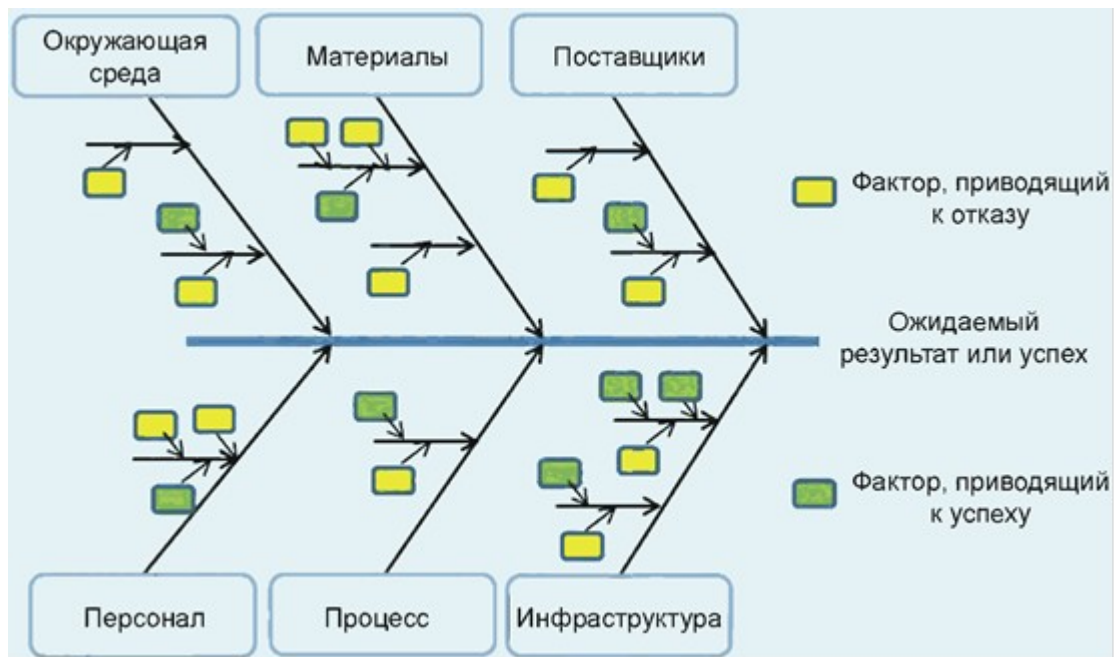 Окружающая
среда
Материалы
Поставщики
Фактор, приводящий
к отказу
Ожидаемый
результат или успех
Фактор, приводящий
к успеху
Персонал
Процесс
Инфраструктура